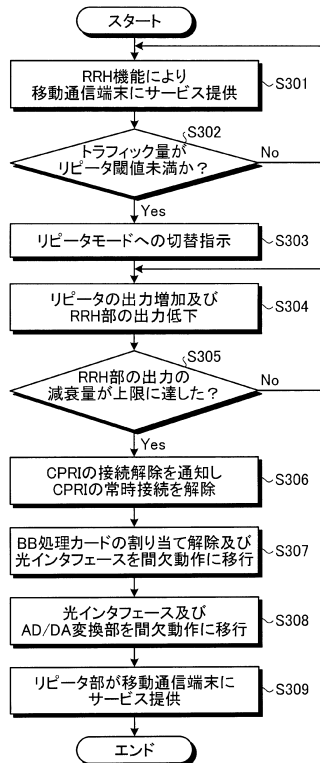 スタート
RRH機能により
移動通信端末にサービス提供
S301
S302
トラフィック量が
リピータ閾値未満か？
No
Yes
リピータモードへの切替指示
S303
リピータの出力増加及び
RRH部の出力低下
S304
S305
RRH部の出力の
減衰量が上限に達した？
No
Yes
CPRIの接続解除を通知し
CPRIの常時接続を解除
S306
BB処理カードの割り当て解除及び
光インタフェースを間欠動作に移行
S307
光インタフェース及び
AD/DA変換部を間欠動作に移行
S308
リピータ部が移動通信端末に
サービス提供
S309
エンド